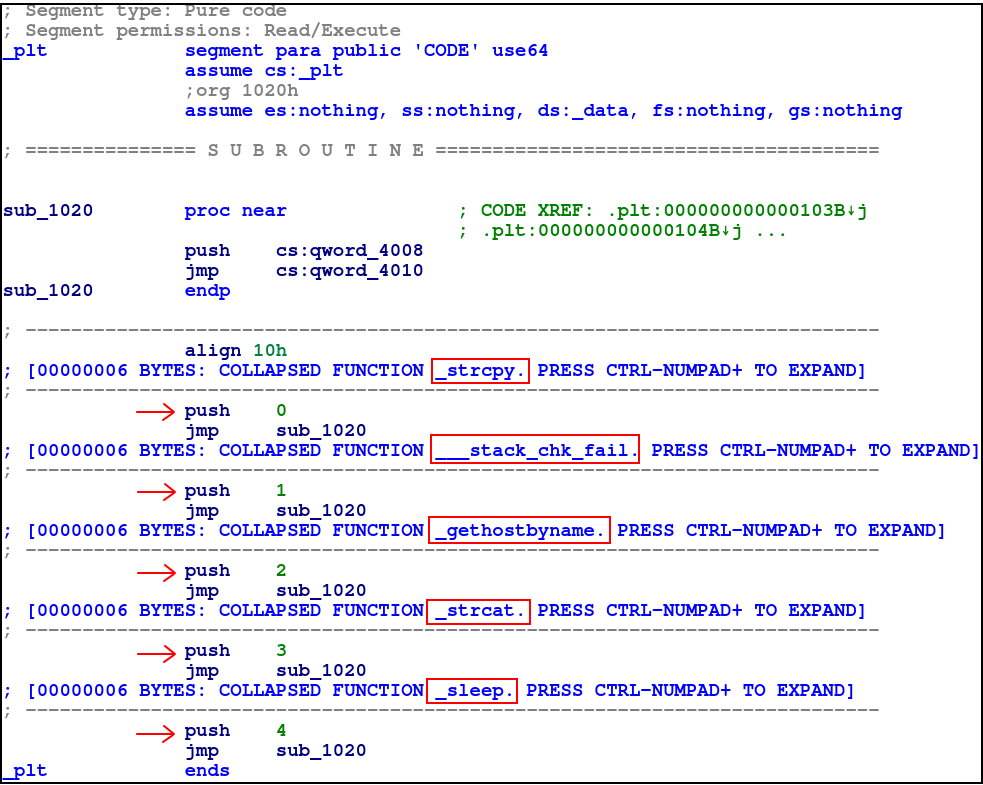 ; Segment type: Pure code
; Segment permissions: Read/Execute
_plt segment para public 'CODE' use64
assume cs:_plt
;org 1020h
assume es:nothing, ss:nothing, ds:_data, fs:nothing, gs:nothing
; =============== S U B R O U T I N E =======================================
sub_1020 proc near ; CODE XREF: .plt:000000000000103B↓j
; .plt:000000000000104B↓j ...
push cs:qword_4008
jmp cs:qword_4010
sub_1020 endp
; ---------------------------------------------------------------------------
align 10h
; [00000006 BYTES: COLLAPSED FUNCTION _strcpy. PRESS CTRL-NUMPAD+ TO EXPAND]
; ---------------------------------------------------------------------------
push 0
jmp sub_1020
; [00000006 BYTES: COLLAPSED FUNCTION ___stack_chk_fail. PRESS CTRL-NUMPAD+ TO EXPAND]
; ---------------------------------------------------------------------------
push 1
jmp sub_1020
; [00000006 BYTES: COLLAPSED FUNCTION _gethostbyname. PRESS CTRL-NUMPAD+ TO EXPAND]
; ---------------------------------------------------------------------------
push 2
jmp sub_1020
; [00000006 BYTES: COLLAPSED FUNCTION _strcat. PRESS CTRL-NUMPAD+ TO EXPAND]
; ---------------------------------------------------------------------------
push 3
jmp sub_1020
; [00000006 BYTES: COLLAPSED FUNCTION _sleep. PRESS CTRL-NUMPAD+ TO EXPAND]
; ---------------------------------------------------------------------------
push 4
jmp sub_1020
_plt ends